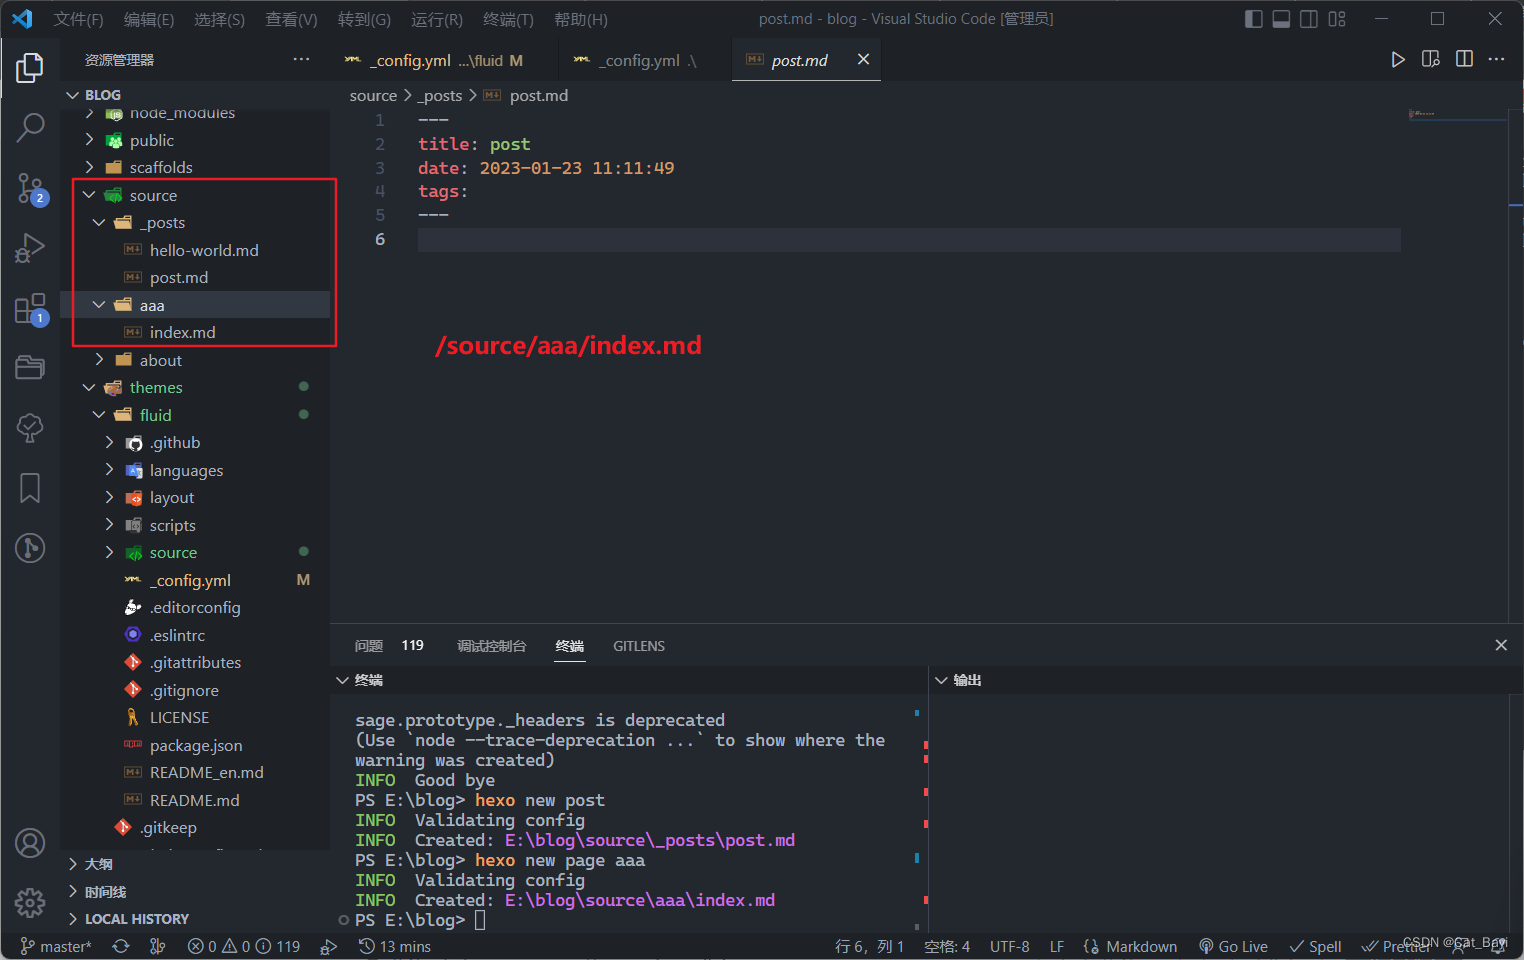 文件(F) 编辑(E) 选择(S) 查看(V) 转到(G) 运行(R) 终端(T) 帮助(H) post.md - blog - Visual Studio Code [管理员]
资源管理器 ···
_config.yml ...\fluid M _config.yml .\ post.md
BLOG
node_modules
public
scaffolds
source
_posts
hello-world.md
post.md
aaa
index.md
about
themes
fluid
.github
languages
layout
scripts
source
_config.yml M
.editorconfig
.eslintrc
.gitattributes
.gitignore
LICENSE
package.json
README_en.md
README.md
.gitkeep
大纲
时间线
LOCAL HISTORY
2
1
source > _posts > post.md
1 ---
2 title: post
3 date: 2023-01-23 11:11:49
4 tags:
5 ---
6
/source/aaa/index.md
问题 119 调试控制台 终端 GITLENS
终端
sage.prototype._headers is deprecated
(Use `node --trace-deprecation ...` to show where the
warning was created)
INFO Good bye
PS E:\blog> hexo new post
INFO Validating config
INFO Created: E:\blog\source\_posts\post.md
PS E:\blog> hexo new page aaa
INFO Validating config
INFO Created: E:\blog\source\aaa\index.md
PS E:\blog>
输出
master* 0 0 119 13 mins 行 6，列 1 空格: 4 UTF-8 LF Markdown Go Live Spell Prettier